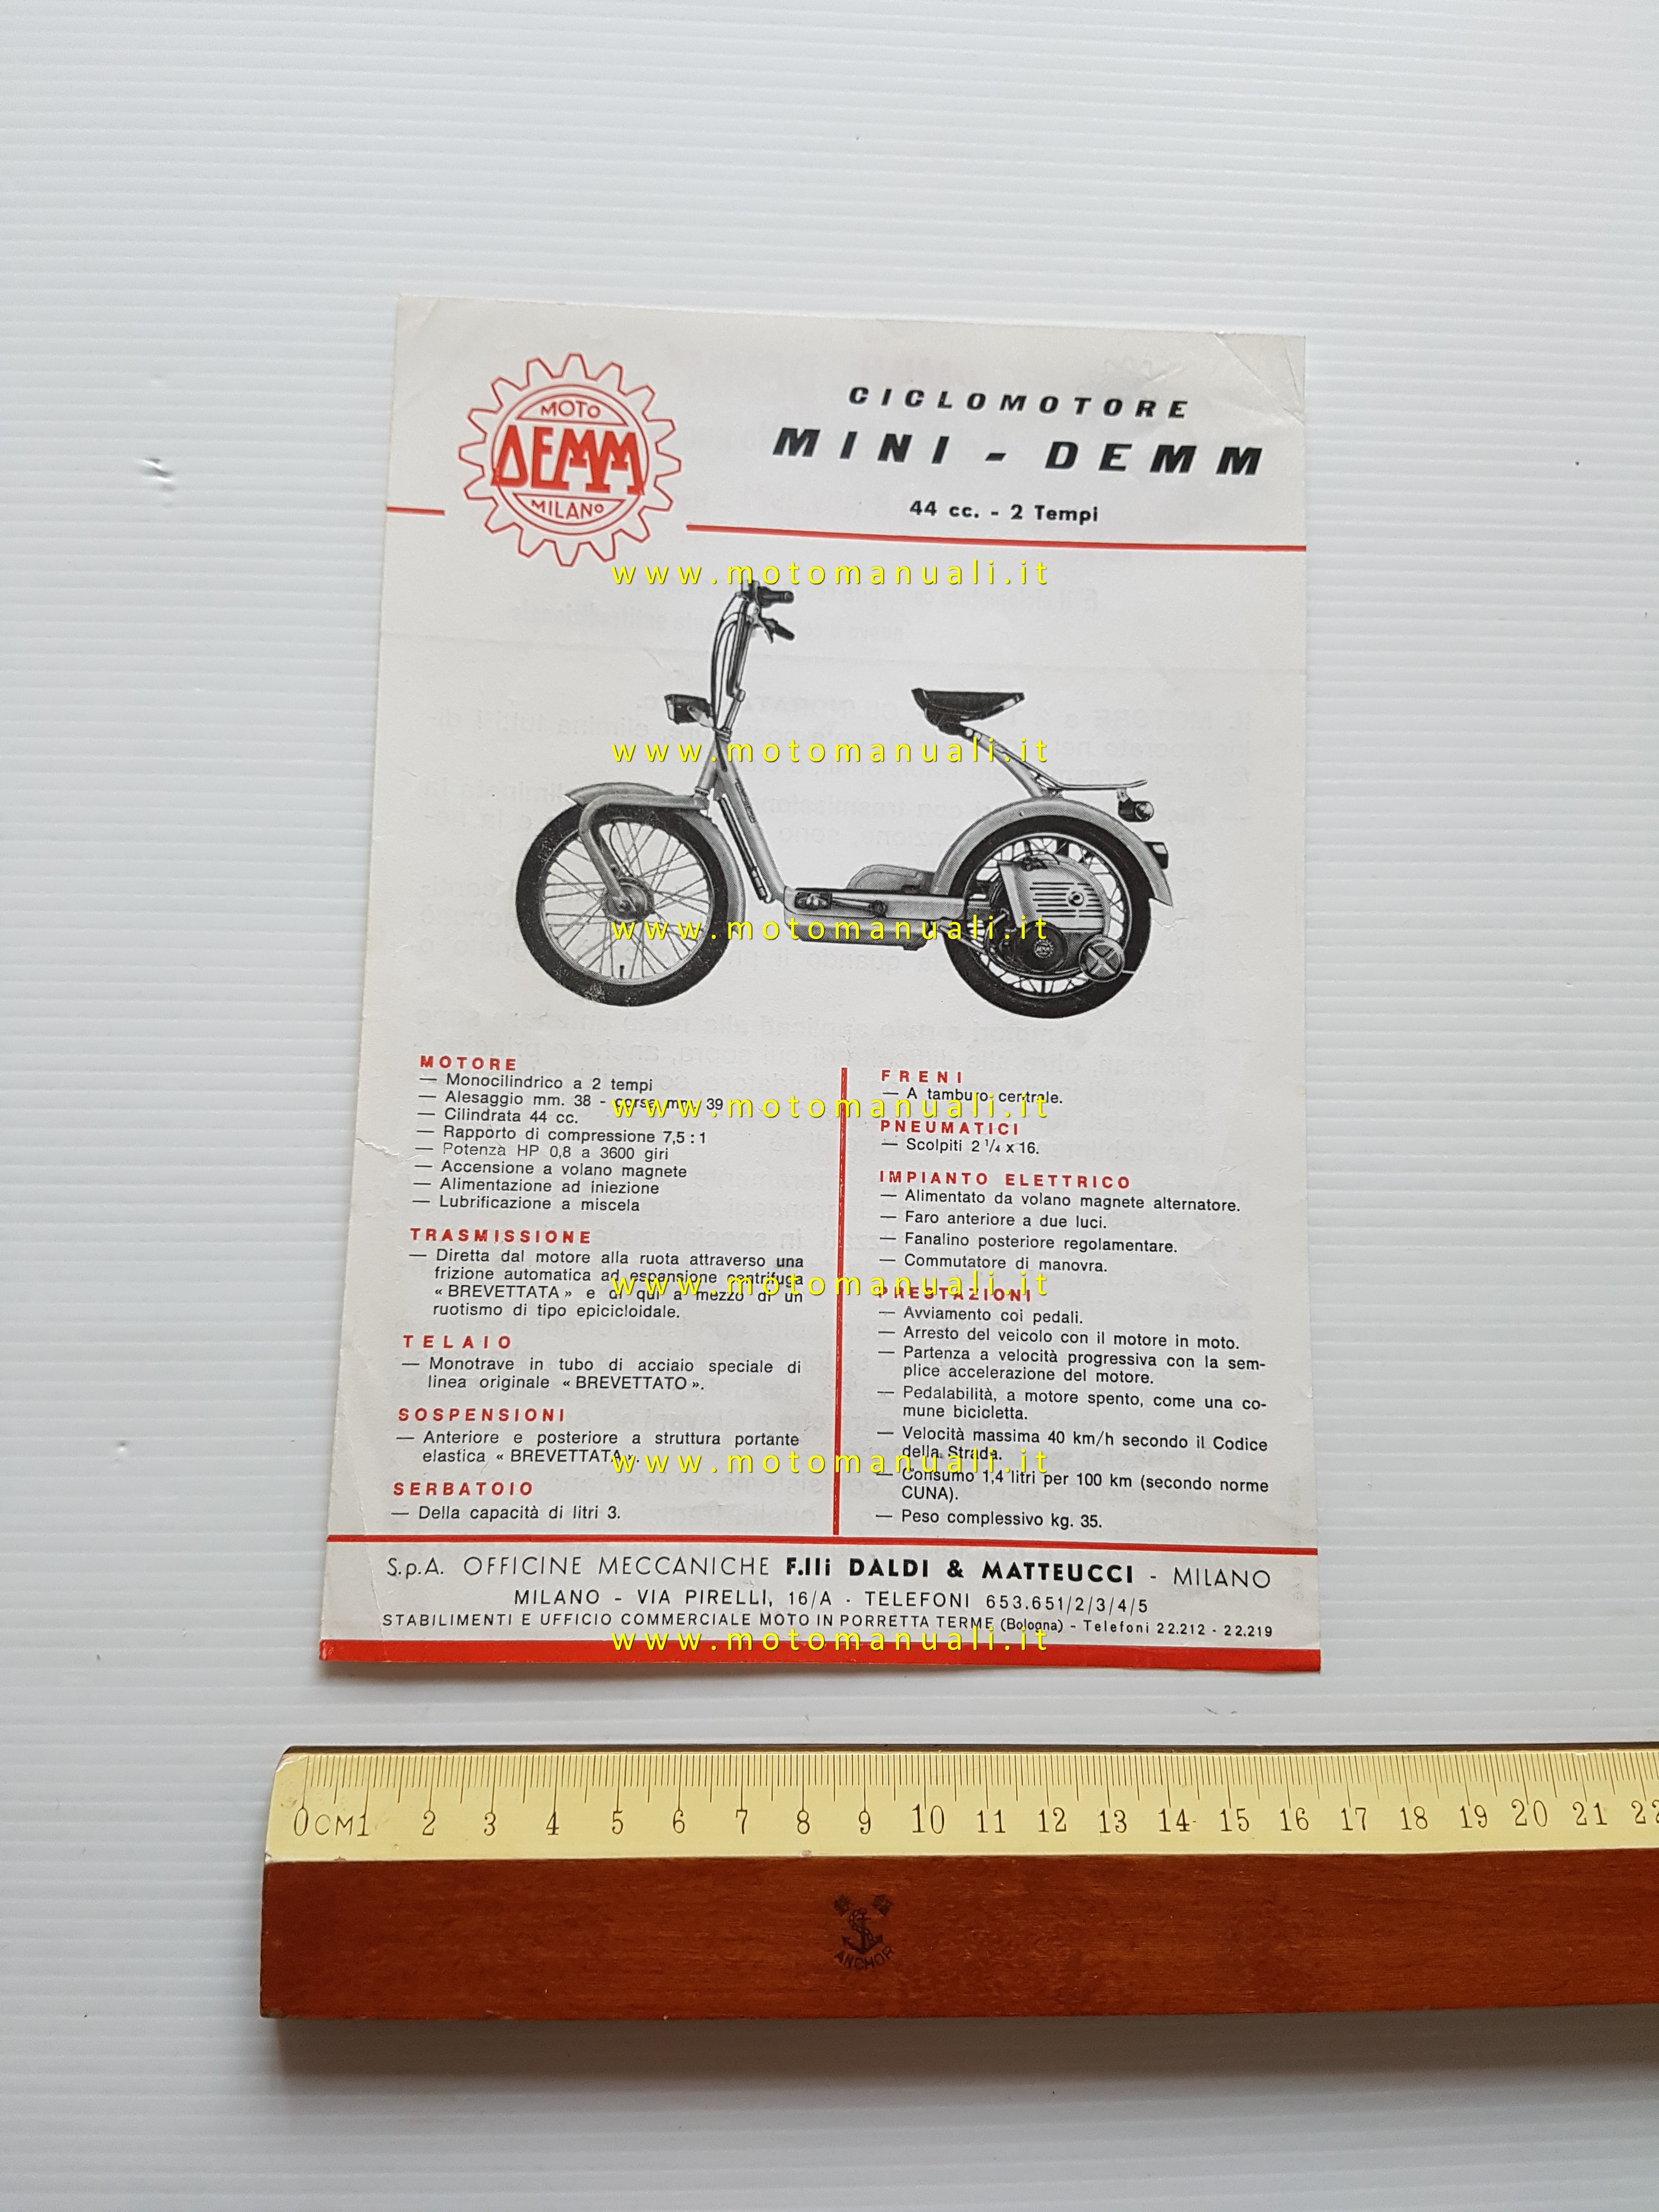 MOTO
DEMM
MILANO
CICLOMOTORE
MINI - DEMM
44 cc. - 2 Tempi
www.motomanuali.it
www.motomanuali.it
www.motomanuali.it
MOTORE
— Monocilindrico a 2 tempi
— Alesaggio mm. 38 - corsa mm. 39
— Cilindrata 44 cc.
— Rapporto di compressione 7,5 : 1
— Potenza HP 0,8 a 3600 giri
— Accensione a volano magnete
— Alimentazione ad iniezione
— Lubrificazione a miscela
TRASMISSIONE
— Diretta dal motore alla ruota attraverso una
frizione automatica ad espansione centrifuga
« BREVETTATA » e di qui a mezzo di un
ruotismo di tipo epicicloidale.
TELAIO
— Monotrave in tubo di acciaio speciale di
linea originale « BREVETTATO ».
SOSPENSIONI
— Anteriore e posteriore a struttura portante
elastica « BREVETTATA ».
SERBATOIO
— Della capacità di litri 3.
FRENI
— A tamburo centrale.
www.motomanuali.it
PNEUMATICI
— Scolpiti 2 1/4 x 16.
IMPIANTO ELETTRICO
— Alimentato da volano magnete alternatore.
— Faro anteriore a due luci.
— Fanalino posteriore regolamentare.
— Commutatore di manovra.
www.motomanuali.it
PRESTAZIONI
— Avviamento coi pedali.
— Arresto del veicolo con il motore in moto.
— Partenza a velocità progressiva con la sem-
plice accelerazione del motore.
— Pedalabilità, a motore spento, come una co-
mune bicicletta.
— Velocità massima 40 km/h secondo il Codice
della Strada.
www.motomanuali.it
— Consumo 1,4 litri per 100 km (secondo norme
CUNA).
— Peso complessivo kg. 35.
S.p.A. OFFICINE MECCANICHE F.lli DALDI & MATTEUCCI - MILANO
MILANO - VIA PIRELLI, 16/A - TELEFONI 653.651/2/3/4/5
STABILIMENTI E UFFICIO COMMERCIALE MOTO IN PORRETTA TERME (Bologna) - Telefoni 22.212 - 22.219
www.motomanuali.it
0 CM 1 2 3 4 5 6 7 8 9 10 11 12 13 14 15 16 17 18 19 20 21 22
ANCHOR